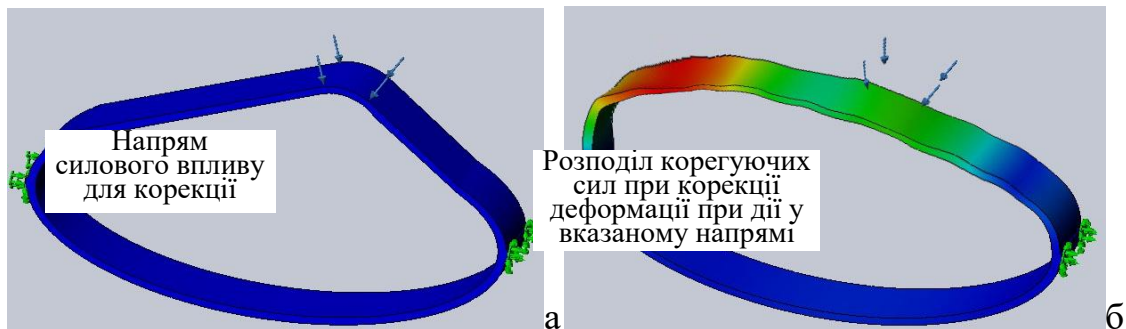 Напрям
силового впливу
для корекції
Розподіл корегуючих
сил при корекції
деформації при дії у
вказаному напрямі
а
б